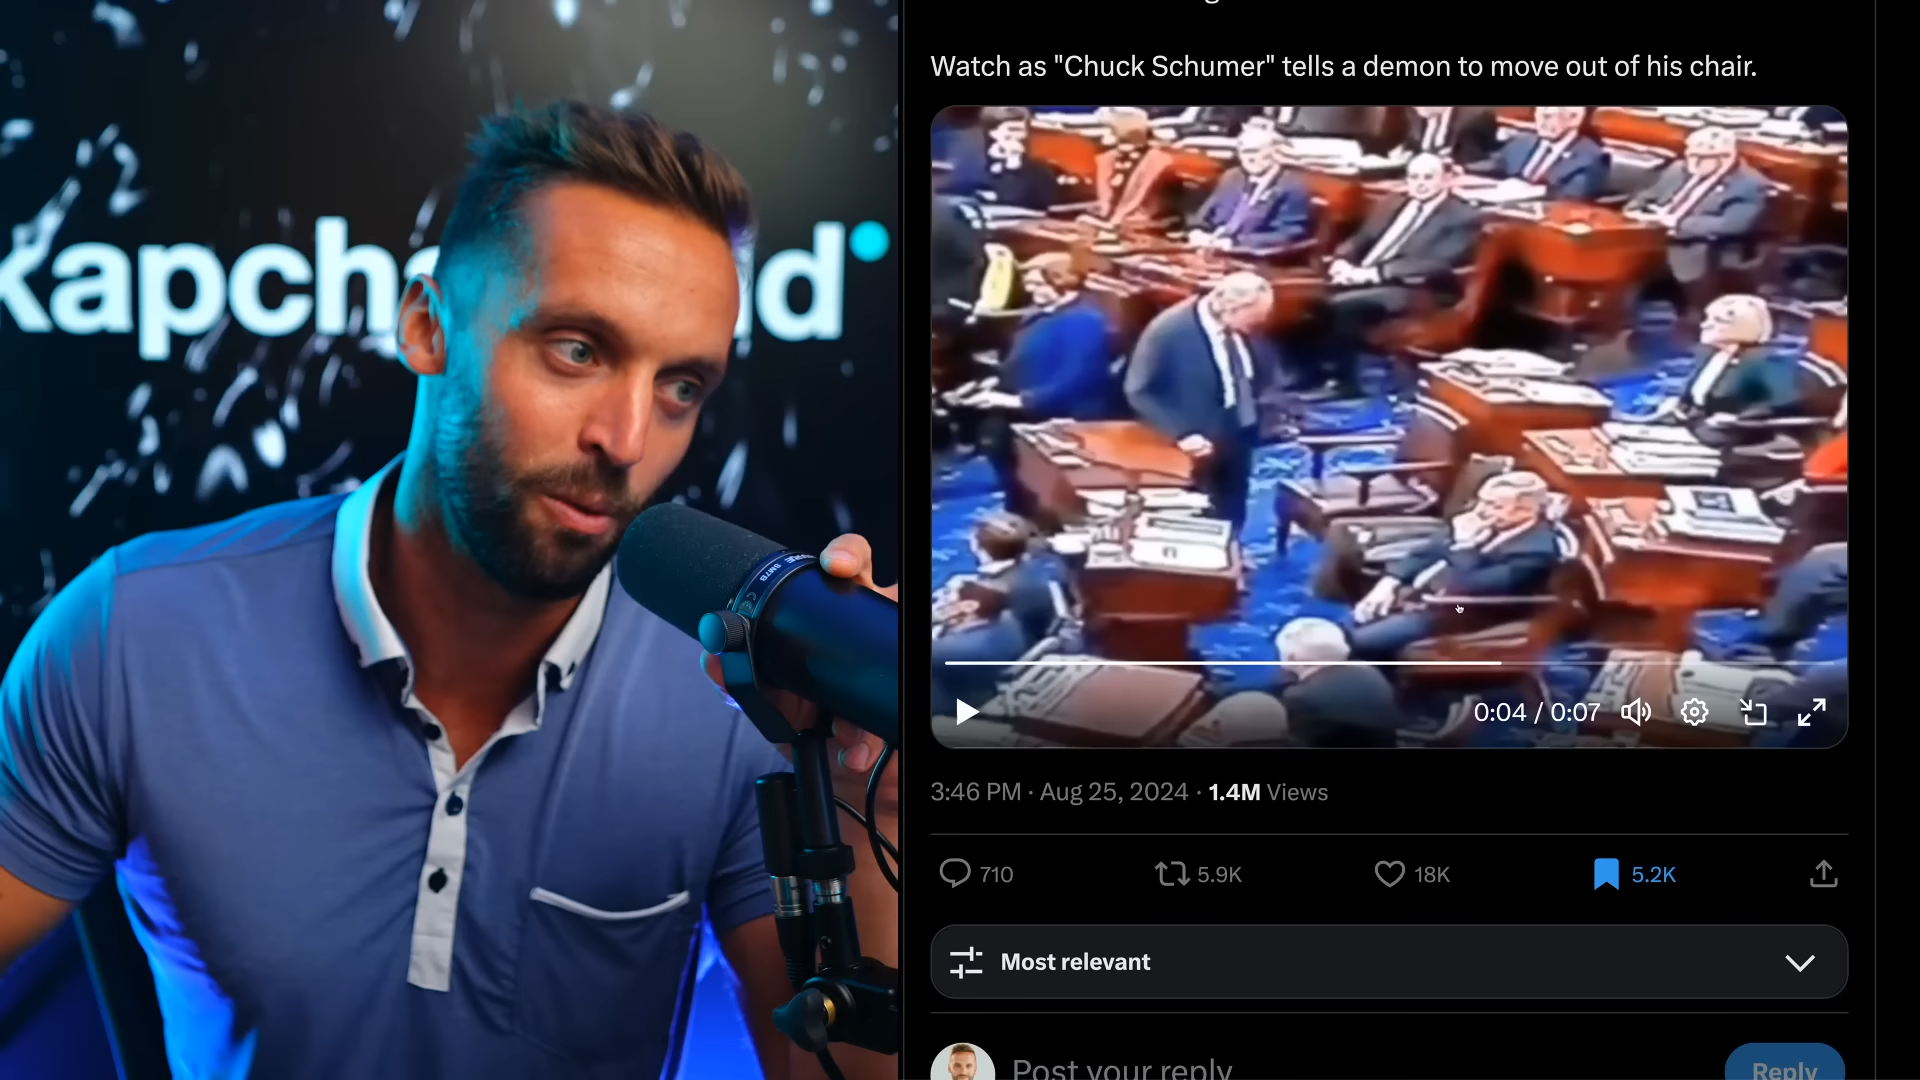 Watch as "Chuck Schumer" tells a demon to move out of his chair.
SM7B
0:04 / 0:07
3:46 PM · Aug 25, 2024 · 1.4M Views
710
5.9K
18K
5.2K
Most relevant
Post your reply
Reply